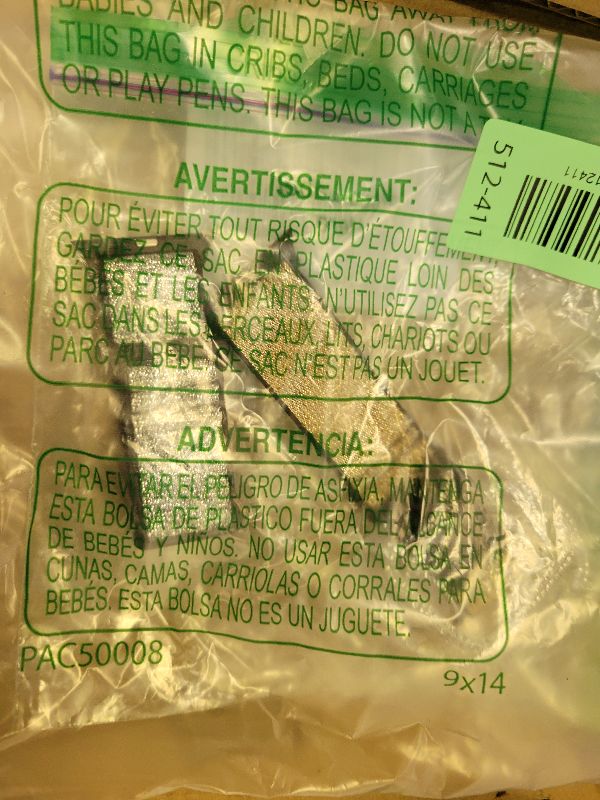 BABIES AND CHILDREN. DO NOT USE
THIS BAG IN CRIBS, BEDS, CARRIAGES
OR PLAY PENS. THIS BAG IS NOT A
AVERTISSEMENT:
POUR ÉVITER TOUT RISQUE D'ÉTOUFFEMENT
GARDEZ CE SAC EN PLASTIQUE LOIN DES
BÉBÉS ET LES ENFANTS. N'UTILISEZ PAS CE
SAC DANS LES BERCEAUX, LITS, CHARIOTS OU
PARC AU BÉBÉ. CE SAC N'EST PAS UN JOUET.
ADVERTENCIA:
PARA EVITAR EL PELIGRO DE ASFIXIA, MANTENGA
ESTA BOLSA DE PLASTICO FUERA DEL ALCANCE
DE BEBÉS Y NIÑOS. NO USAR ESTA BOLSA EN
CUNAS, CAMAS, CARRIOLAS O CORRALES PARA
BEBÉS. ESTA BOLSA NO ES UN JUGUETE.
PAC50008
9x14
512-411